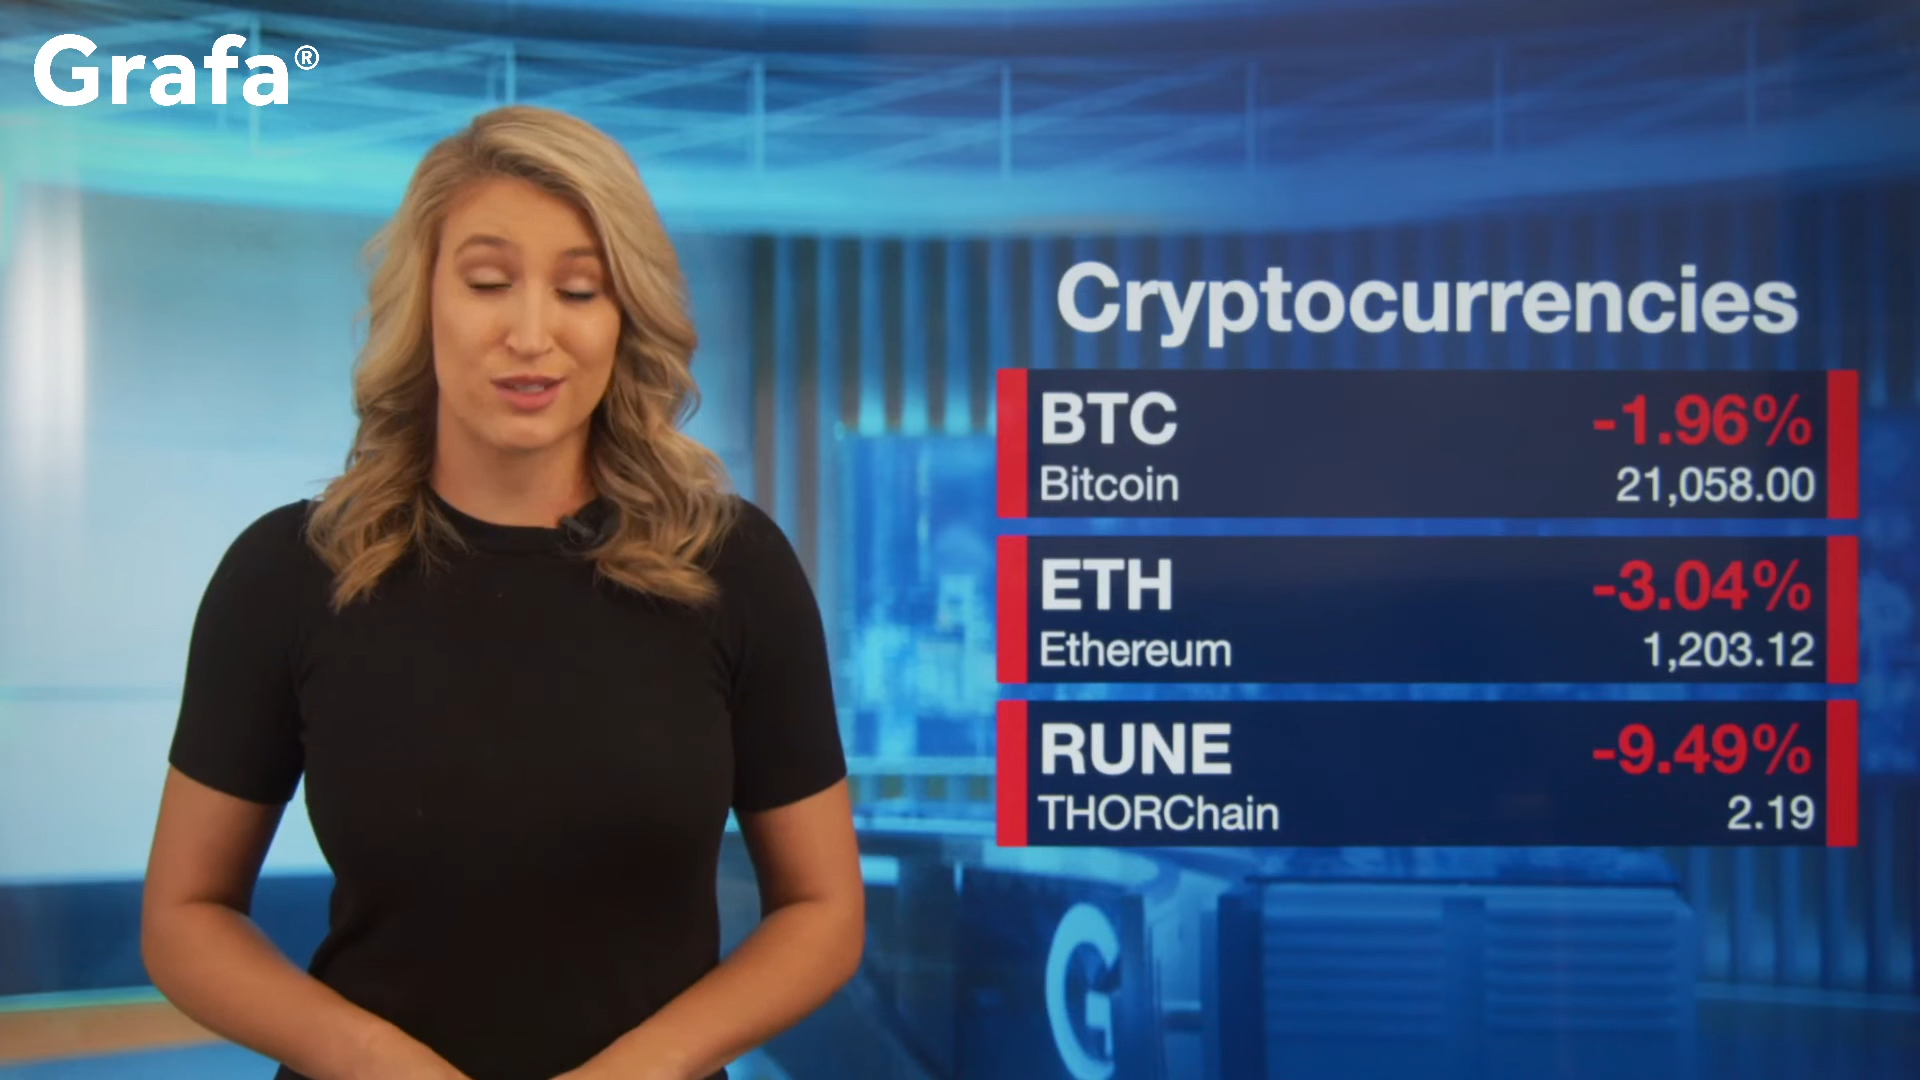 Grafa®
Cryptocurrencies
BTC -1.96%
Bitcoin 21,058.00
ETH -3.04%
Ethereum 1,203.12
RUNE -9.49%
THORChain 2.19
G